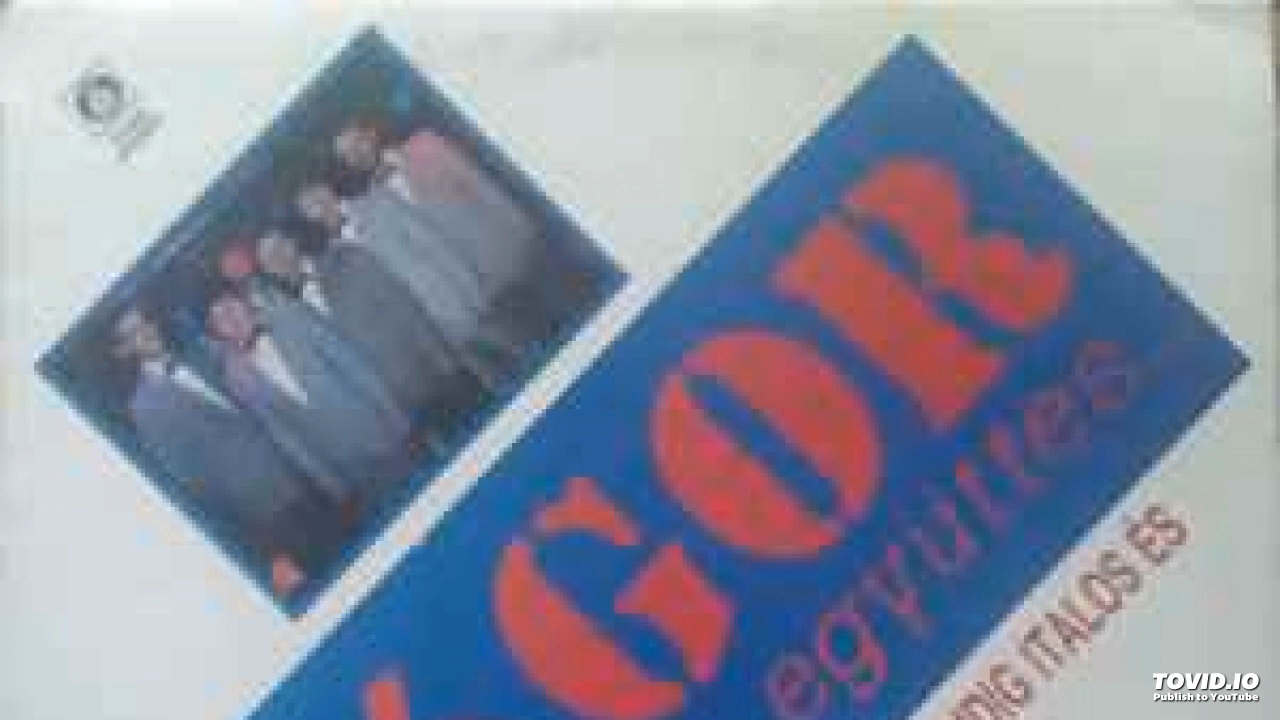 GOR
együttes
ITALOS ÉS
TOVID.IO
Publish to YouTube